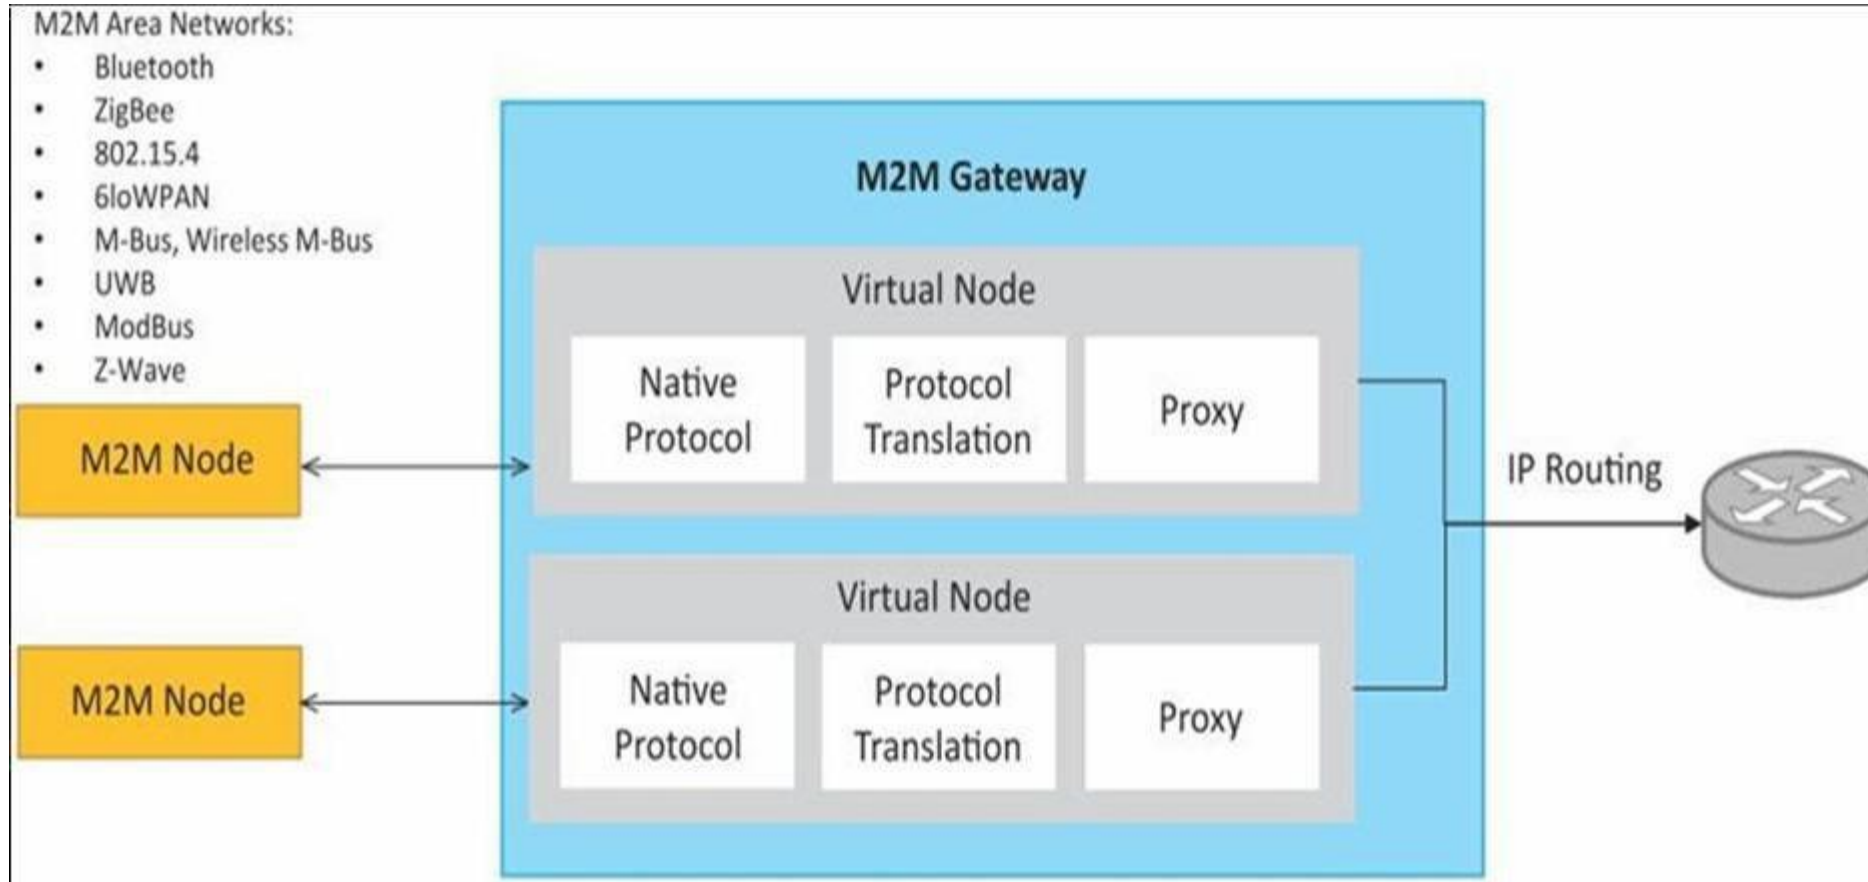 M2M Area Networks:
• Bluetooth
• ZigBee
• 802.15.4
• 6loWPAN
• M-Bus, Wireless M-Bus
• UWB
• ModBus
• Z-Wave
M2M Gateway
Virtual Node
Native
Protocol
Protocol
Translation
Proxy
M2M Node
IP Routing
Virtual Node
Native
Protocol
Protocol
Translation
Proxy
M2M Node